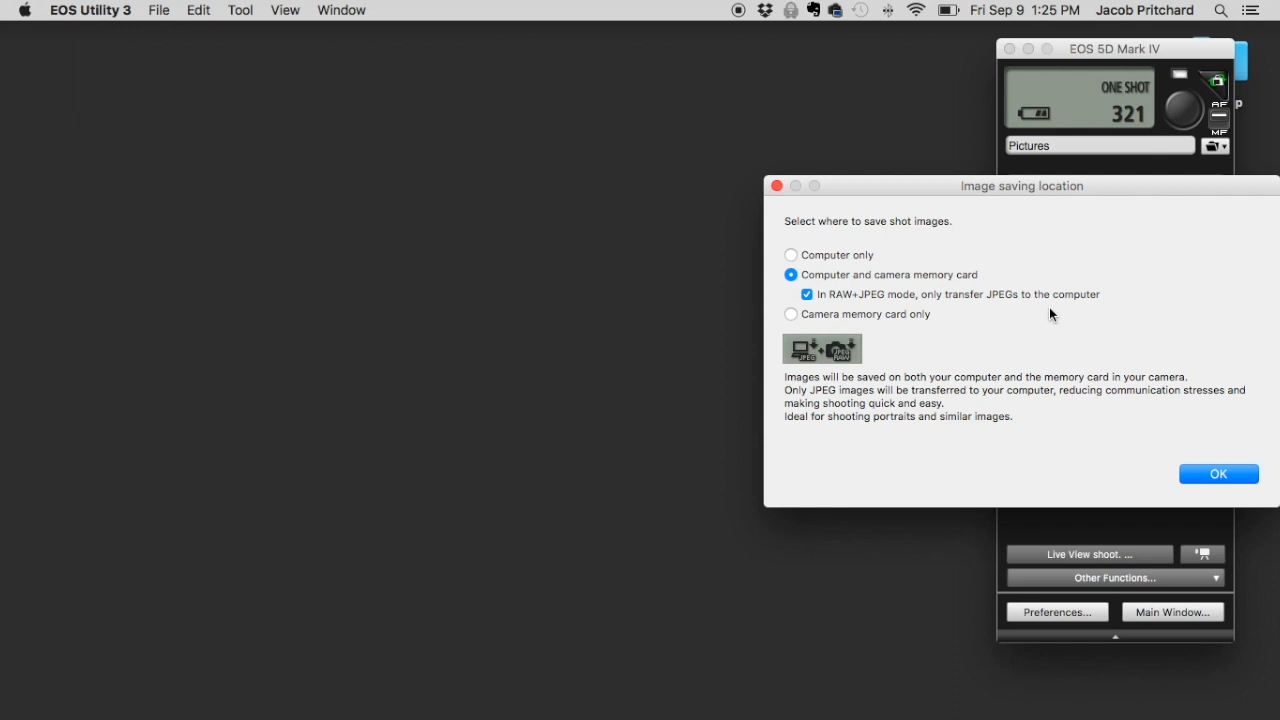 EOS Utility 3 File Edit Tool View Window Fri Sep 9 1:25 PM Jacob Pritchard
EOS 5D Mark IV
ONE SHOT
321
AF
p
MF
Pictures
Image saving location
Select where to save shot images.
Computer only
Computer and camera memory card
In RAW+JPEG mode, only transfer JPEGs to the computer
Camera memory card only
JPEG + JPEG RAW
Images will be saved on both your computer and the memory card in your camera.
Only JPEG images will be transferred to your computer, reducing communication stresses and
making shooting quick and easy.
Ideal for shooting portraits and similar images.
OK
Live View shoot. ...
Other Functions...
Preferences... Main Window...